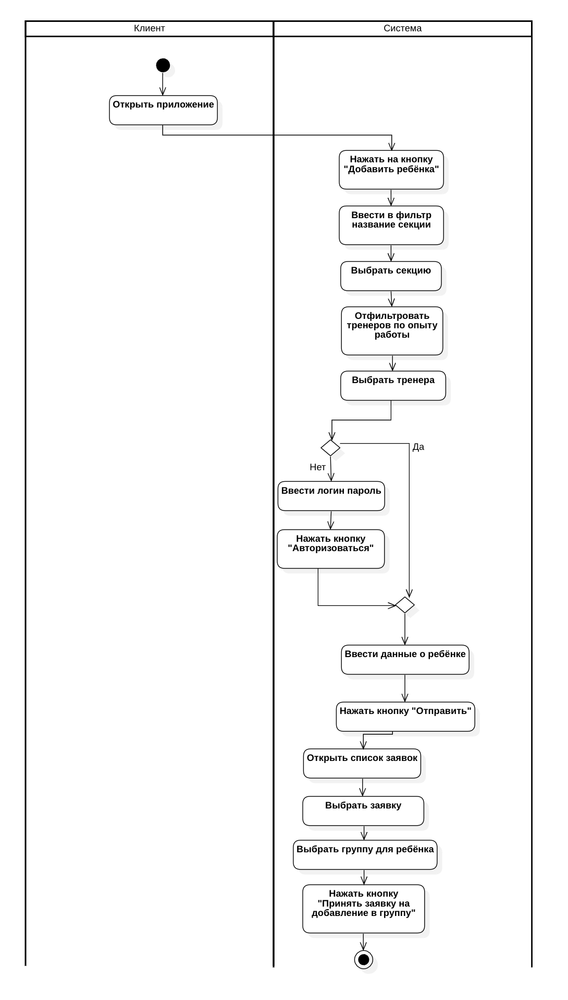 Клиент
Система
Открыть приложение
Нажать на кнопку
"Добавить ребёнка"
Ввести в фильтр
название секции
Выбрать секцию
Отфильтровать
тренеров по опыту
работы
Выбрать тренера
Да
Нет
Ввести логин пароль
Нажать кнопку
"Авторизоваться"
Ввести данные о ребёнке
Нажать кнопку "Отправить"
Открыть список заявок
Выбрать заявку
Выбрать группу для ребёнка
Нажать кнопку
"Принять заявку на
добавление в группу"